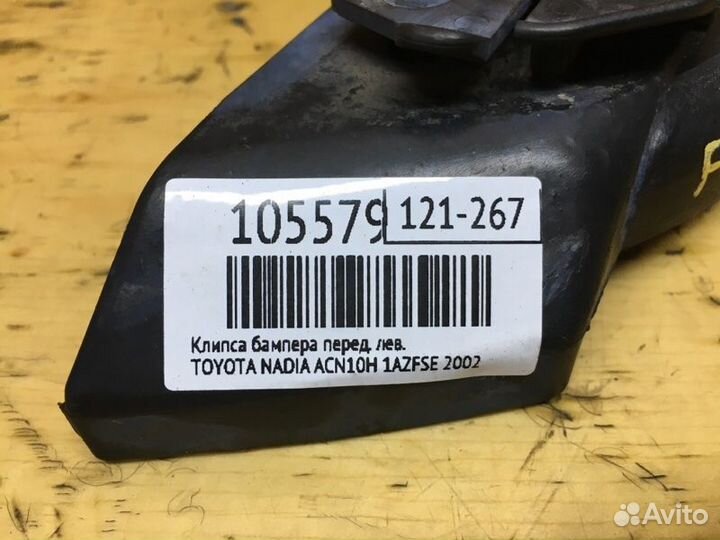 105579 121-267
Клипса бампера перед. лев.
TOYOTA NADIA ACN10H 1AZFSE 2002
Avito